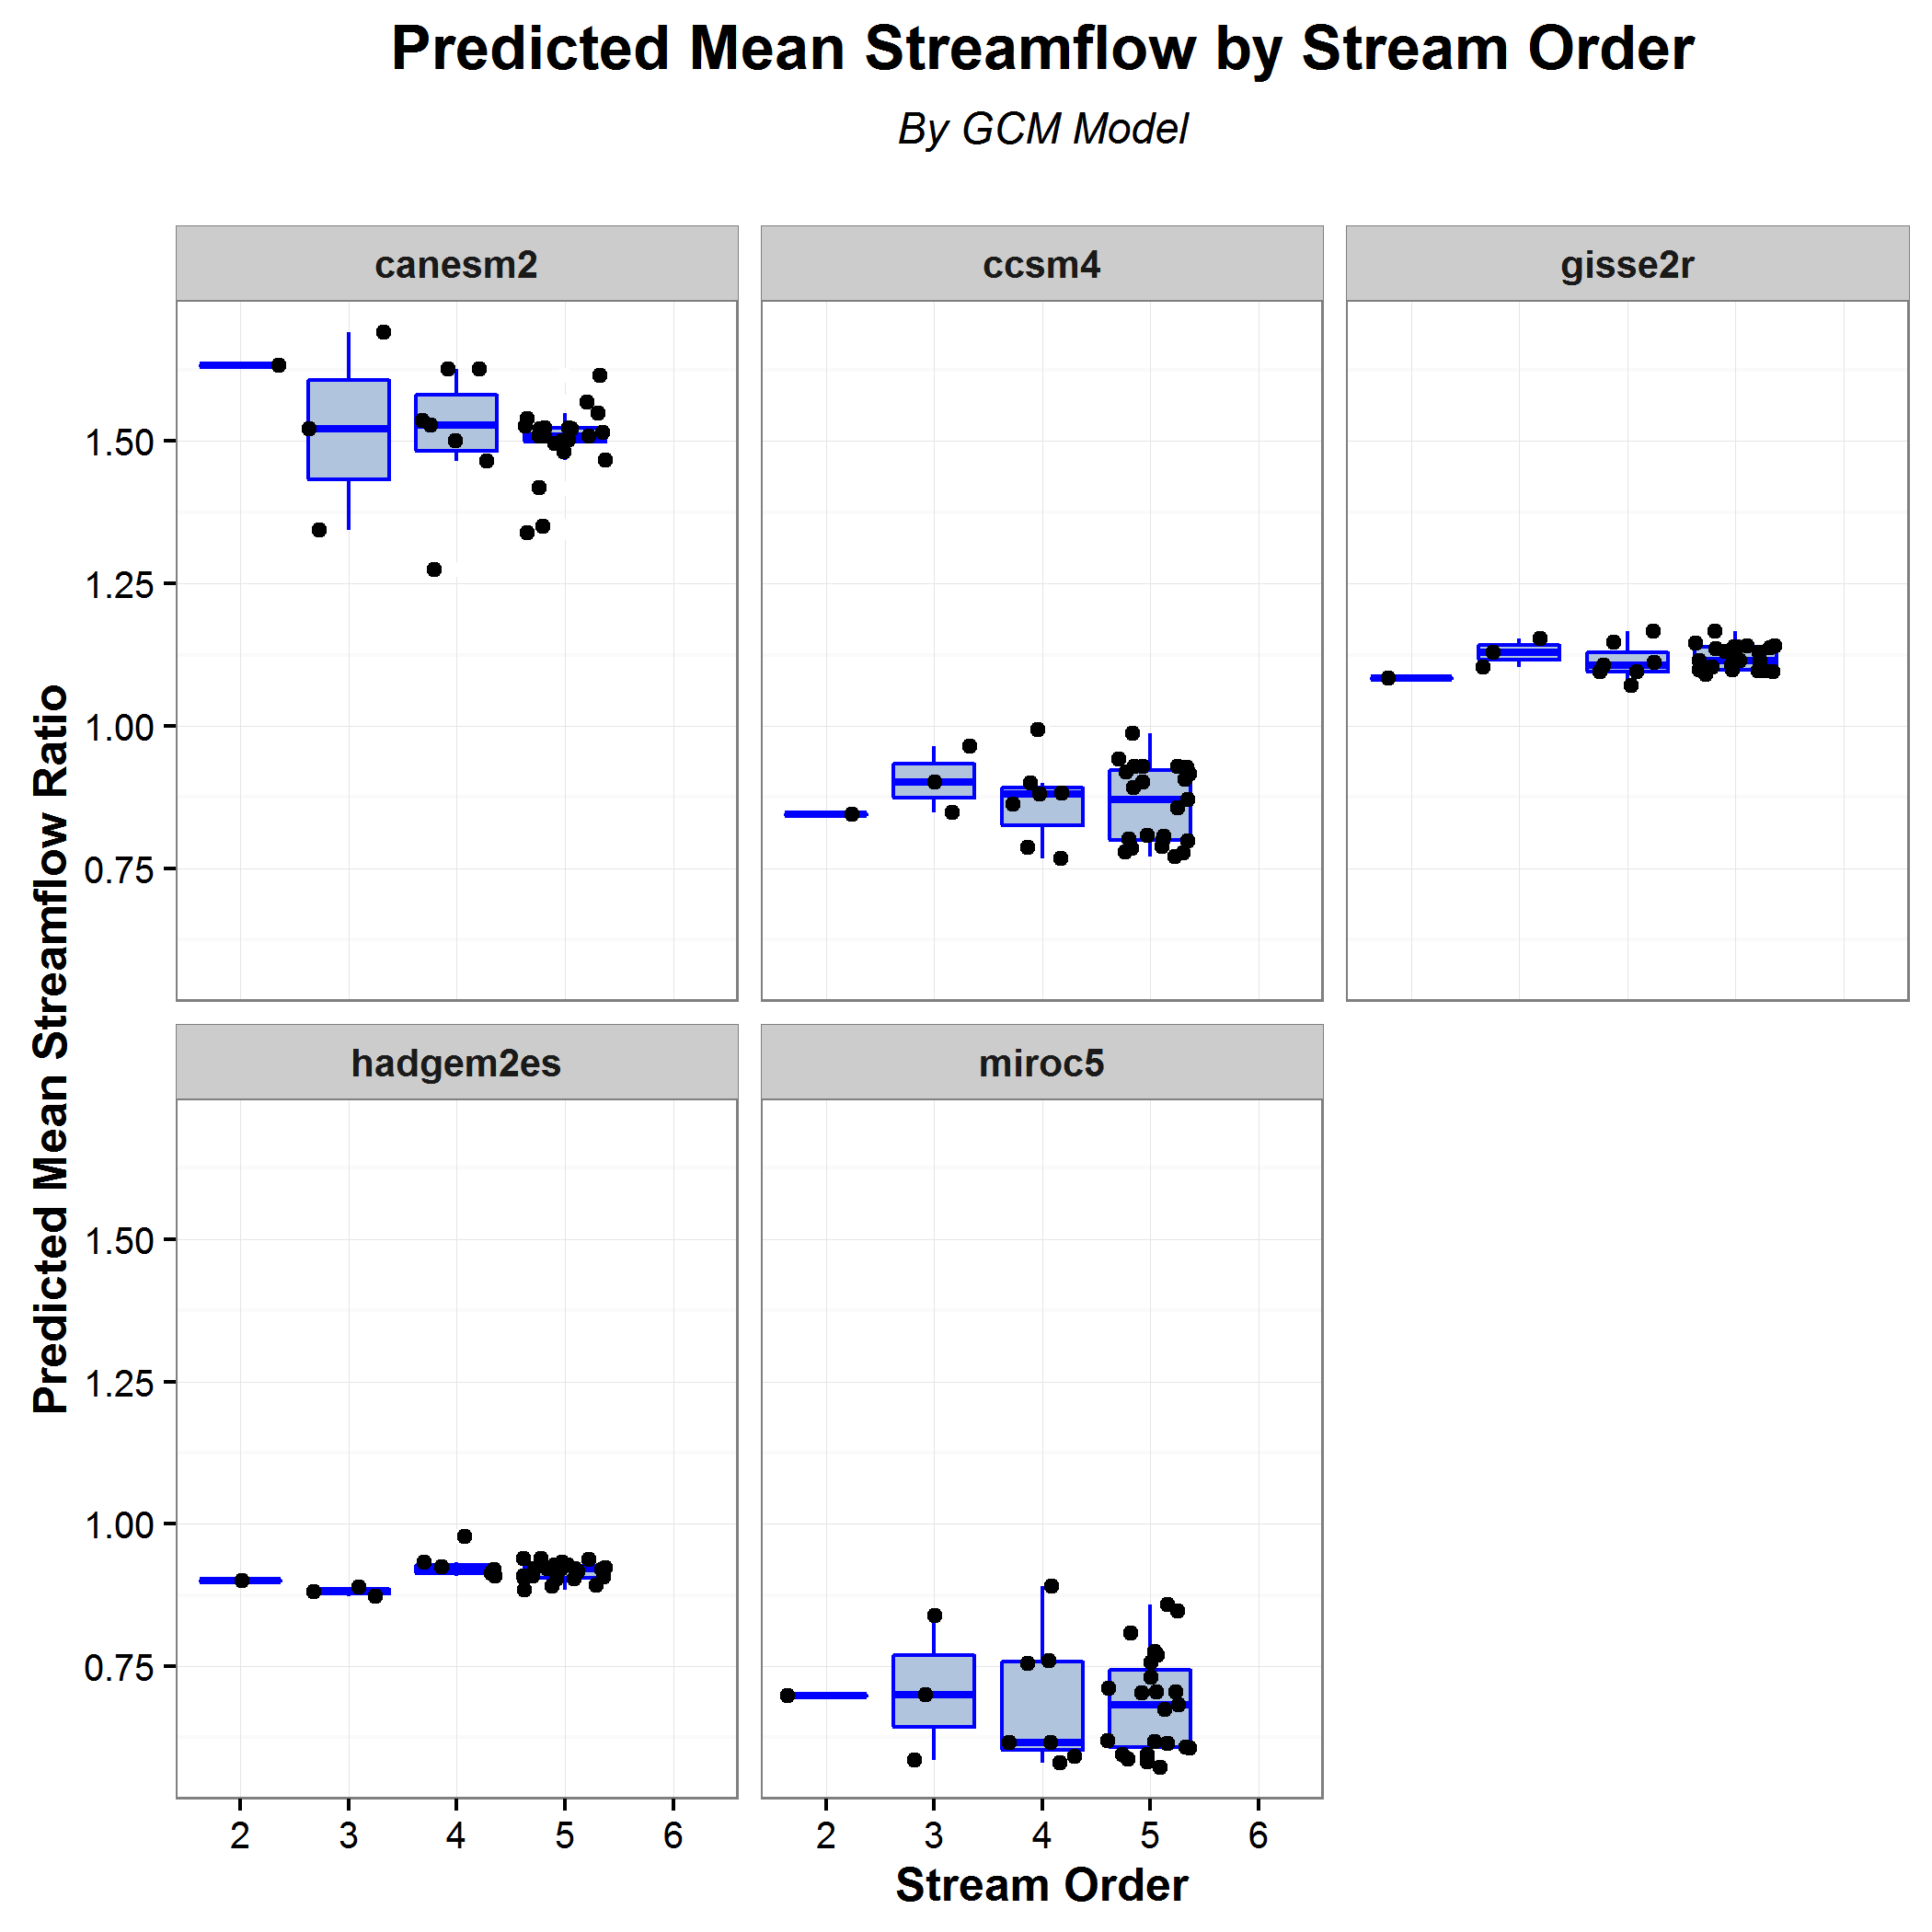 Predicted Mean Streamflow by Stream Order
By GCM Model
canesm2
ccsm4
gisse2r
1.50
1.25
1.00
0.75
hadgem2es
miroc5
1.50
1.25
1.00
0.75
2 3 4 5 6
2 3 4 5 6
Stream Order
Predicted Mean Streamflow Ratio